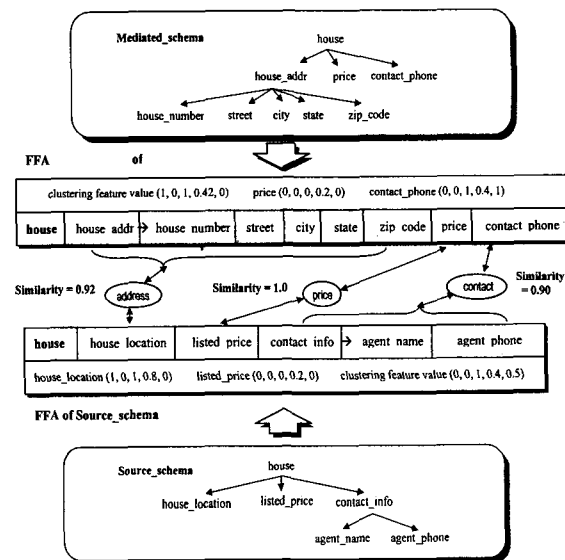 Mediated_schema
house
house_addr price contact_phone
house_number street city state zip_code
FFA of
clustering feature value (1, 0, 1, 0.42, 0) price (0, 0, 0, 0.2, 0) contact_phone (0, 0, 1, 0.4, 1)
house house addr → house number street city state zip code price contact phone
Similarity = 0.92 address Similarity = 1.0 price contact Similarity = 0.90
house house location listed price contact info → agent name agent phone
house_location (1, 0, 1, 0.8, 0) listed_price (0, 0, 0, 0.2, 0) clustering feature value (0, 0, 1, 0.4, 0.5)
FFA of Source_schema
Source_schema
house
house_location listed_price contact_info
agent_name agent_phone